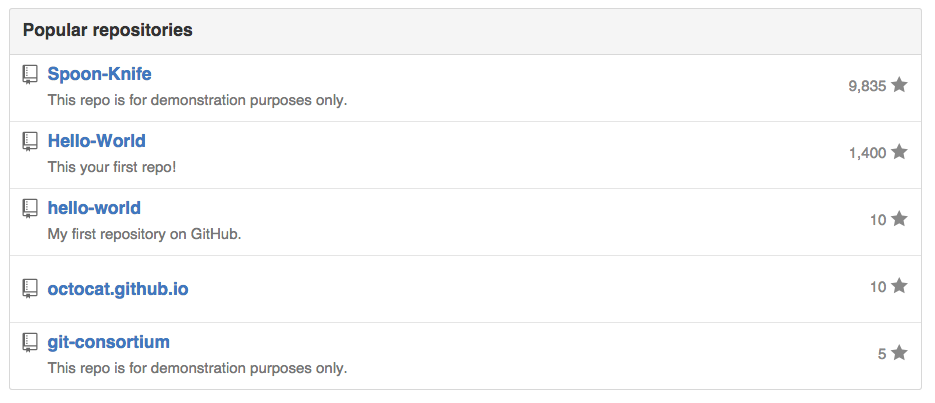 Popular repositories
Spoon-Knife
This repo is for demonstration purposes only.
9,835
Hello-World
This your first repo!
1,400
hello-world
My first repository on GitHub.
10
octocat.github.io
10
git-consortium
This repo is for demonstration purposes only.
5